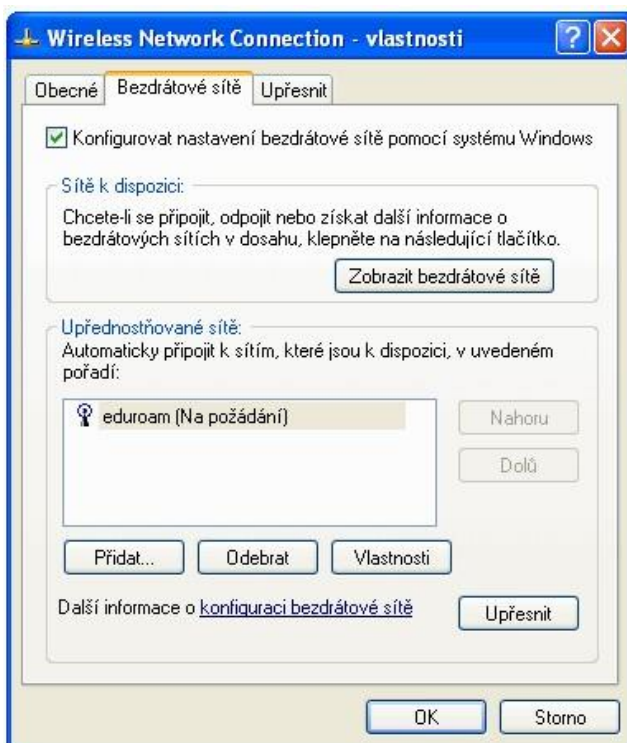 Wireless Network Connection - vlastnosti
Obecné
Bezdrátové sítě
Upřesnit
Konfigurovat nastavení bezdrátové sítě pomocí systému Windows
Sítě k dispozici:
Chcete-li se připojit, odpojit nebo získat další informace o
bezdrátových sítích v dosahu, klepněte na následující tlačítko.
Zobrazit bezdrátové sítě
Upřednostňované sítě:
Automaticky připojit k sítím, které jsou k dispozici, v uvedeném
pořadí:
eduroam (Na požádání)
Nahoru
Dolů
Přidat...
Odebrat
Vlastnosti
Další informace o konfiguraci bezdrátové sítě
Upřesnit
OK
Storno